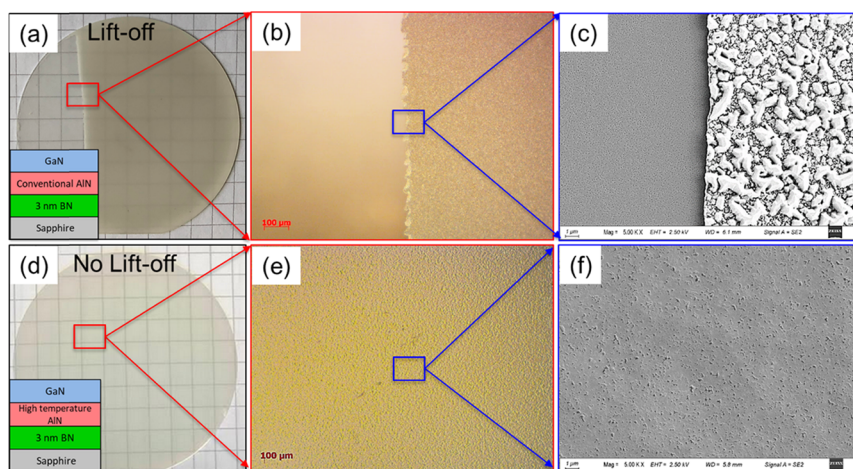 (a) Lift-off
GaN
Conventional AlN
3 nm BN
Sapphire
(b)
100 µm
(c)
1 µm Mag = 5.00 KX EHT = 2.50 kV WD = 6.1 mm Signal A = SE2
(d) No Lift-off
GaN
High temperature
AlN
3 nm BN
Sapphire
(e)
100 µm
(f)
1 µm Mag = 5.00 KX EHT = 2.50 kV WD = 5.8 mm Signal A = SE2